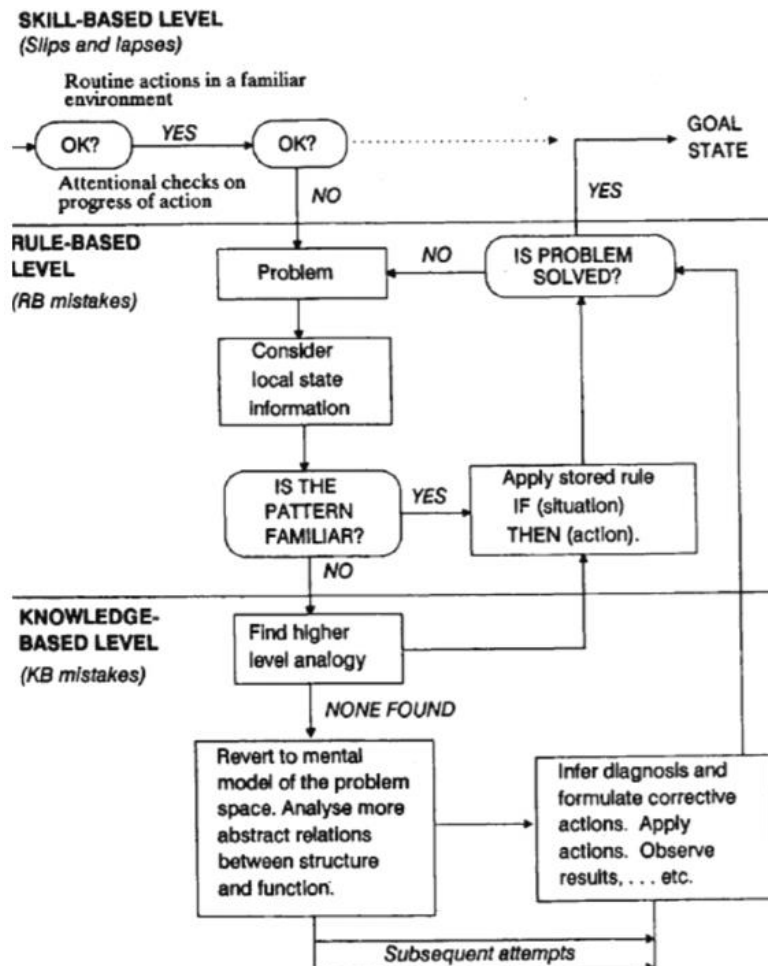 SKILL-BASED LEVEL
(Slips and lapses)
Routine actions in a familiar
environment
OK?
YES
OK?
GOAL
STATE
Attentional checks on
progress of action
NO
YES
RULE-BASED
LEVEL
(RB mistakes)
Problem
NO
IS PROBLEM
SOLVED?
Consider
local state
information
IS THE
PATTERN
FAMILIAR?
YES
Apply stored rule
IF (situation)
THEN (action).
NO
KNOWLEDGE-
BASED LEVEL
(KB mistakes)
Find higher
level analogy
NONE FOUND
Revert to mental
model of the problem
space. Analyse more
abstract relations
between structure
and function.
Infer diagnosis and
formulate corrective
actions. Apply
actions. Observe
results, . . . etc.
Subsequent attempts